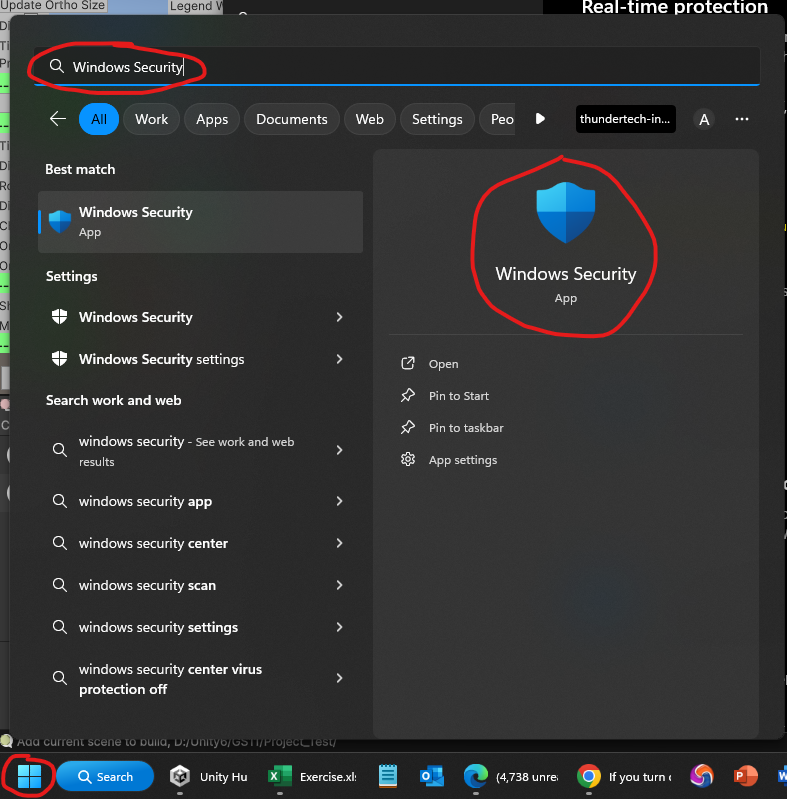 Update Ortho Size
Legend W
Real-time protection
Windows Security
All
Work
Apps
Documents
Web
Settings
Peo
thundertech-in...
A
Best match
Windows Security
App
Settings
Windows Security
Windows Security settings
Search work and web
windows security - See work and web
results
windows security app
windows security center
windows security scan
windows security settings
windows security center virus
protection off
Windows Security
App
Open
Pin to Start
Pin to taskbar
App settings
Add current scene to build, D:/Unity6/GSTI/Project_Test/
Search
Unity Hu
Exercise.xls
(4,738 unrea
If you turn o